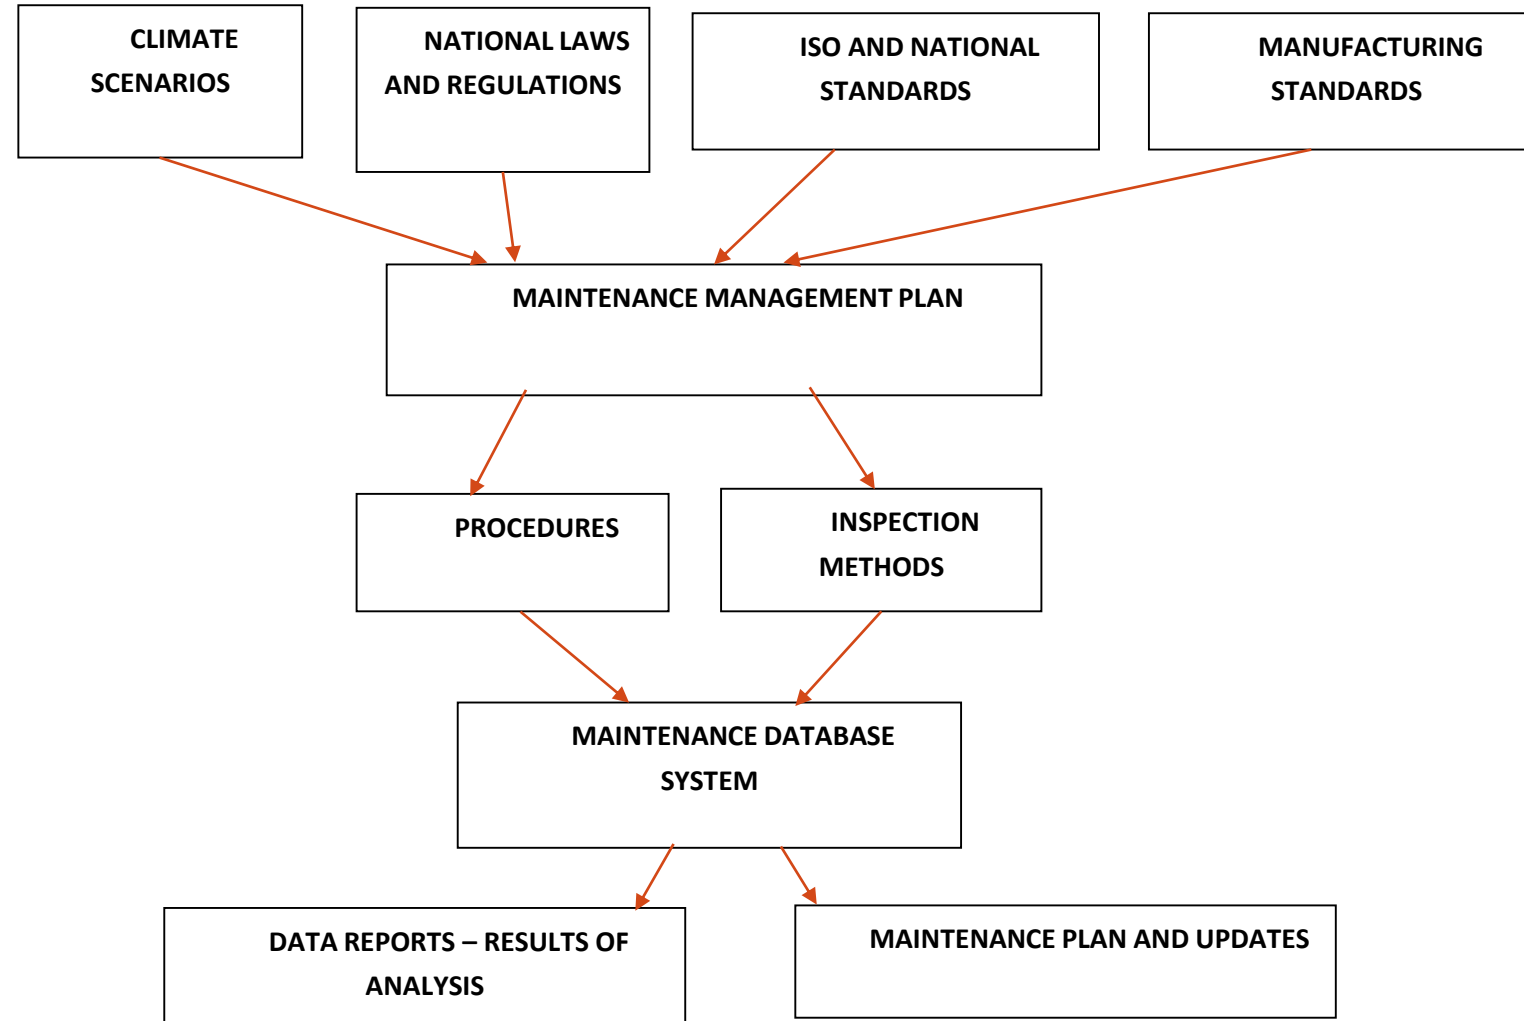 CLIMATE
SCENARIOS
NATIONAL LAWS
AND REGULATIONS
ISO AND NATIONAL
STANDARDS
MANUFACTURING
STANDARDS
MAINTENANCE MANAGEMENT PLAN
PROCEDURES
INSPECTION
METHODS
MAINTENANCE DATABASE
SYSTEM
DATA REPORTS – RESULTS OF
ANALYSIS
MAINTENANCE PLAN AND UPDATES